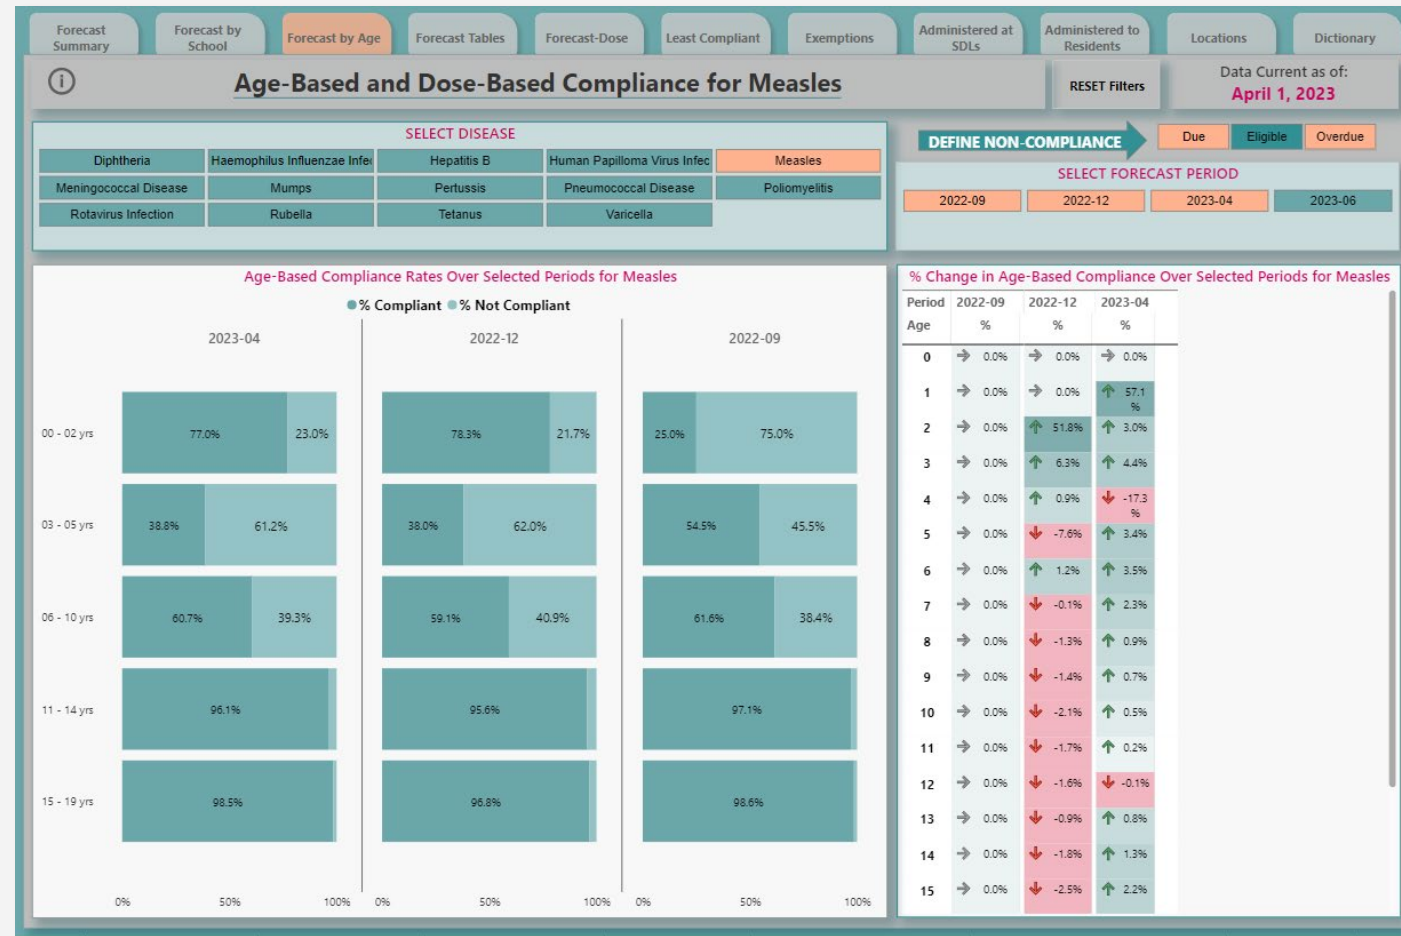 Forecast Summary
Forecast by School
Forecast by Age
Forecast Tables
Forecast-Dose
Least Compliant
Exemptions
Administered at SDLs
Administered to Residents
Locations
Dictionary
Age-Based and Dose-Based Compliance for Measles
RESET Filters
Data Current as of:
April 1, 2023
SELECT DISEASE
Diphtheria
Haemophilus Influenzae Infec
Hepatitis B
Human Papilloma Virus Infec
Measles
Meningococcal Disease
Mumps
Pertussis
Pneumococcal Disease
Poliomyelitis
Rotavirus Infection
Rubella
Tetanus
Varicella
DEFINE NON-COMPLIANCE
Due
Eligible
Overdue
SELECT FORECAST PERIOD
2022-09
2022-12
2023-04
2023-06
Age-Based Compliance Rates Over Selected Periods for Measles
% Compliant % Not Compliant
2023-04 2022-12 2022-09
00 - 02 yrs 77.0% 23.0% 78.3% 21.7% 25.0% 75.0%
03 - 05 yrs 38.8% 61.2% 38.0% 62.0% 54.5% 45.5%
06 - 10 yrs 60.7% 39.3% 59.1% 40.9% 61.6% 38.4%
11 - 14 yrs 96.1% 95.6% 97.1%
15 - 19 yrs 98.5% 96.8% 98.6%
0% 50% 100% 0% 50% 100% 0% 50% 100%
% Change in Age-Based Compliance Over Selected Periods for Measles
Period 2022-09 2022-12 2023-04
Age % % %
0 0.0% 0.0% 0.0%
1 0.0% 0.0% 57.1%
2 0.0% 51.8% 3.0%
3 0.0% 6.3% 4.4%
4 0.0% 0.9% -17.3%
5 0.0% -7.6% 3.4%
6 0.0% 1.2% 3.5%
7 0.0% -0.1% 2.3%
8 0.0% -1.3% 0.9%
9 0.0% -1.4% 0.7%
10 0.0% -2.1% 0.5%
11 0.0% -1.7% 0.2%
12 0.0% -1.6% -0.1%
13 0.0% -0.9% 0.8%
14 0.0% -1.8% 1.3%
15 0.0% -2.5% 2.2%